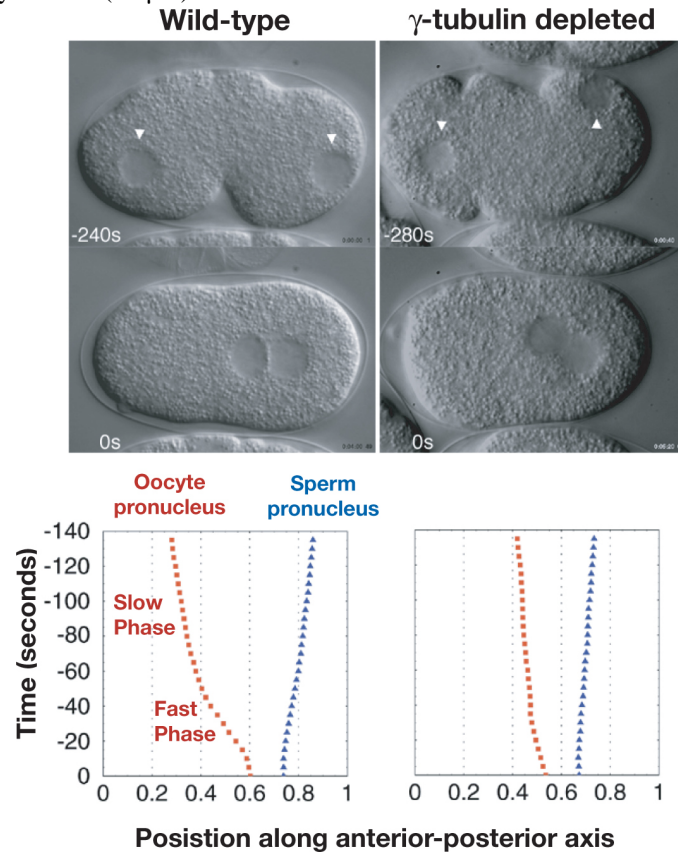 Wild-type
γ-tubulin depleted
-240s
-280s
0s
0s
Oocyte
pronucleus
Sperm
pronucleus
Time (seconds)
-140
-120
-100
-80
-60
-40
-20
0
Slow
Phase
Fast
Phase
0 0.2 0.4 0.6 0.8 1
0 0.2 0.4 0.6 0.8 1
Posistion along anterior-posterior axis